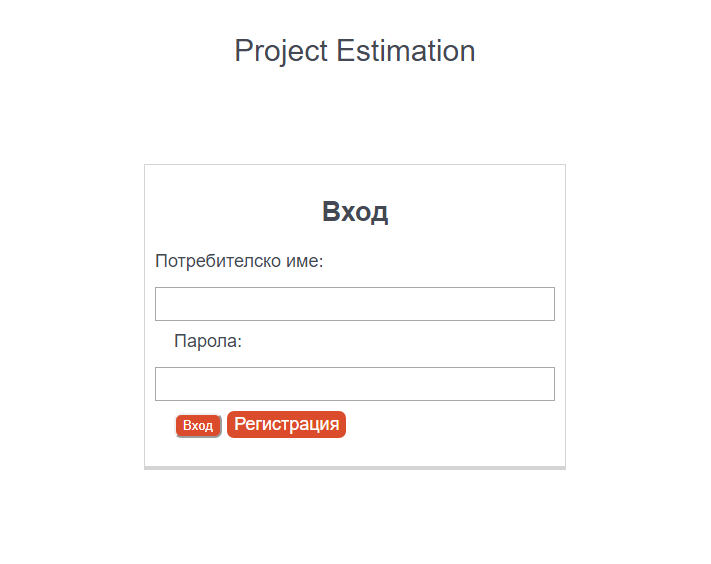 Project Estimation
Вход
Потребителско име:
Парола:
Вход Регистрация